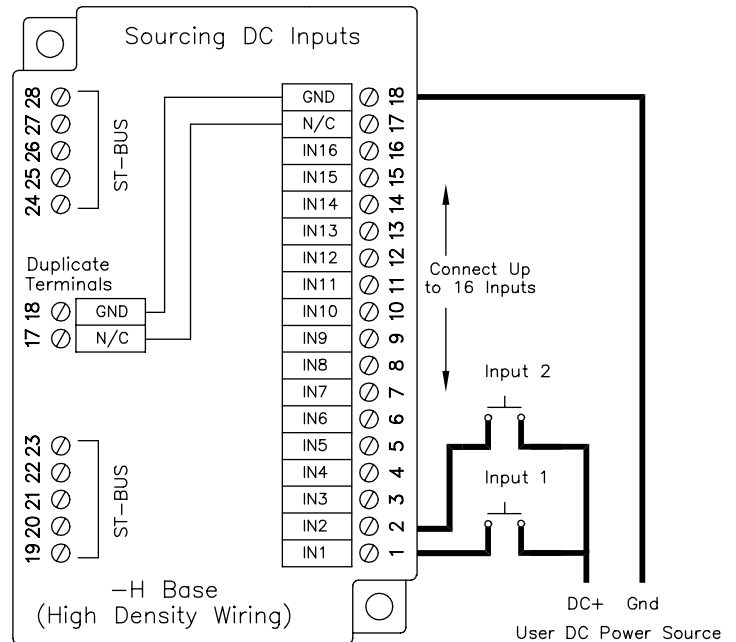 Sourcing DC Inputs
28
27
26
25
24
ST-BUS
Duplicate
Terminals
18 GND
17 N/C
23
22
21
20
19
ST-BUS
GND 18
N/C 17
IN16 16
IN15 15
IN14 14
IN13 13
IN12 12
IN11 11
IN10 10
IN9 9
IN8 8
IN7 7
IN6 6
IN5 5
IN4 4
IN3 3
IN2 2
IN1 1
Connect Up
to 16 Inputs
Input 2
Input 1
-H Base
(High Density Wiring)
DC+ Gnd
User DC Power Source